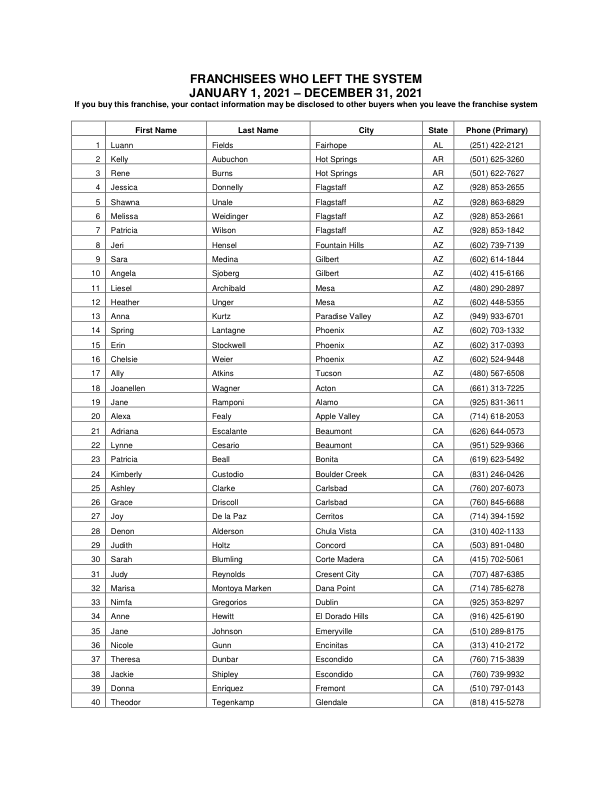 FRANCHISEES WHO LEFT THE SYSTEM
JANUARY 1, 2021 – DECEMBER 31, 2021
If you buy this franchise, your contact information may be disclosed to other buyers when you leave the franchise system
First Name Last Name City State Phone (Primary)
1 Luann Fields Fairhope AL (251) 422-2121
2 Kelly Aubuchon Hot Springs AR (501) 625-3260
3 Rene Burns Hot Springs AR (501) 622-7627
4 Jessica Donnelly Flagstaff AZ (928) 853-2655
5 Shawna Unale Flagstaff AZ (928) 863-6829
6 Melissa Weidinger Flagstaff AZ (928) 853-2661
7 Patricia Wilson Flagstaff AZ (928) 853-1842
8 Jeri Hensel Fountain Hills AZ (602) 739-7139
9 Sara Medina Gilbert AZ (602) 614-1844
10 Angela Sjoberg Gilbert AZ (402) 415-6166
11 Liesel Archibald Mesa AZ (480) 290-2897
12 Heather Unger Mesa AZ (602) 448-5355
13 Anna Kurtz Paradise Valley AZ (949) 933-6701
14 Spring Lantagne Phoenix AZ (602) 703-1332
15 Erin Stockwell Phoenix AZ (602) 317-0393
16 Chelsie Weier Phoenix AZ (602) 524-9448
17 Ally Atkins Tucson AZ (480) 567-6508
18 Joanellen Wagner Acton CA (661) 313-7225
19 Jane Ramponi Alamo CA (925) 831-3611
20 Alexa Fealy Apple Valley CA (714) 618-2053
21 Adriana Escalante Beaumont CA (626) 644-0573
22 Lynne Cesario Beaumont CA (951) 529-9366
23 Patricia Beall Bonita CA (619) 623-5492
24 Kimberly Custodio Boulder Creek CA (831) 246-0426
25 Ashley Clarke Carlsbad CA (760) 207-6073
26 Grace Driscoll Carlsbad CA (760) 845-6688
27 Joy De la Paz Cerritos CA (714) 394-1592
28 Denon Alderson Chula Vista CA (310) 402-1133
29 Judith Holtz Concord CA (503) 891-0480
30 Sarah Blumling Corte Madera CA (415) 702-5061
31 Judy Reynolds Cresent City CA (707) 487-6385
32 Marisa Montoya Marken Dana Point CA (714) 785-6278
33 Nimfa Gregorios Dublin CA (925) 353-8297
34 Anne Hewitt El Dorado Hills CA (916) 425-6190
35 Jane Johnson Emeryville CA (510) 289-8175
36 Nicole Gunn Encinitas CA (313) 410-2172
37 Theresa Dunbar Escondido CA (760) 715-3839
38 Jackie Shipley Escondido CA (760) 739-9932
39 Donna Enriquez Fremont CA (510) 797-0143
40 Theodor Tegenkamp Glendale CA (818) 415-5278